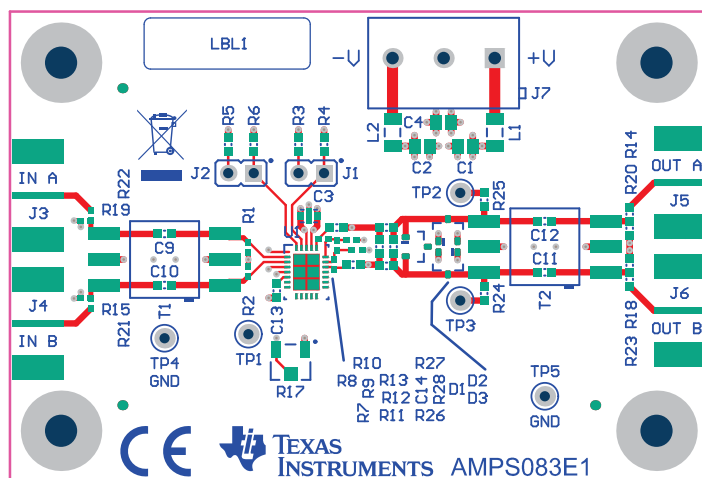 LBL1
-V
+V
J7
R5
R6
R3
R4
C4
L2
L1
C2
C1
R14
J2
J1
C3
TP2
R25
R20
OUT A
IN A
R22
R19
R1
J3
C9
C12
J5
C10
C11
J4
R15
R21
T1
R2
C13
TP3
R24
T2
R18
J6
IN B
TP4
GND
TP1
R23
OUT B
R17
R10
R8
R9
R7
R13
R12
R11
R27
C14
R28
R26
D1
D2
D3
TP5
GND
CE
TEXAS
INSTRUMENTS
AMPS083E1